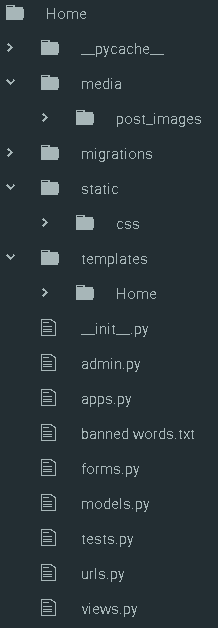 Home
__pycache__
media
post_images
migrations
static
css
templates
Home
__init__.py
admin.py
apps.py
banned words.txt
forms.py
models.py
tests.py
urls.py
views.py